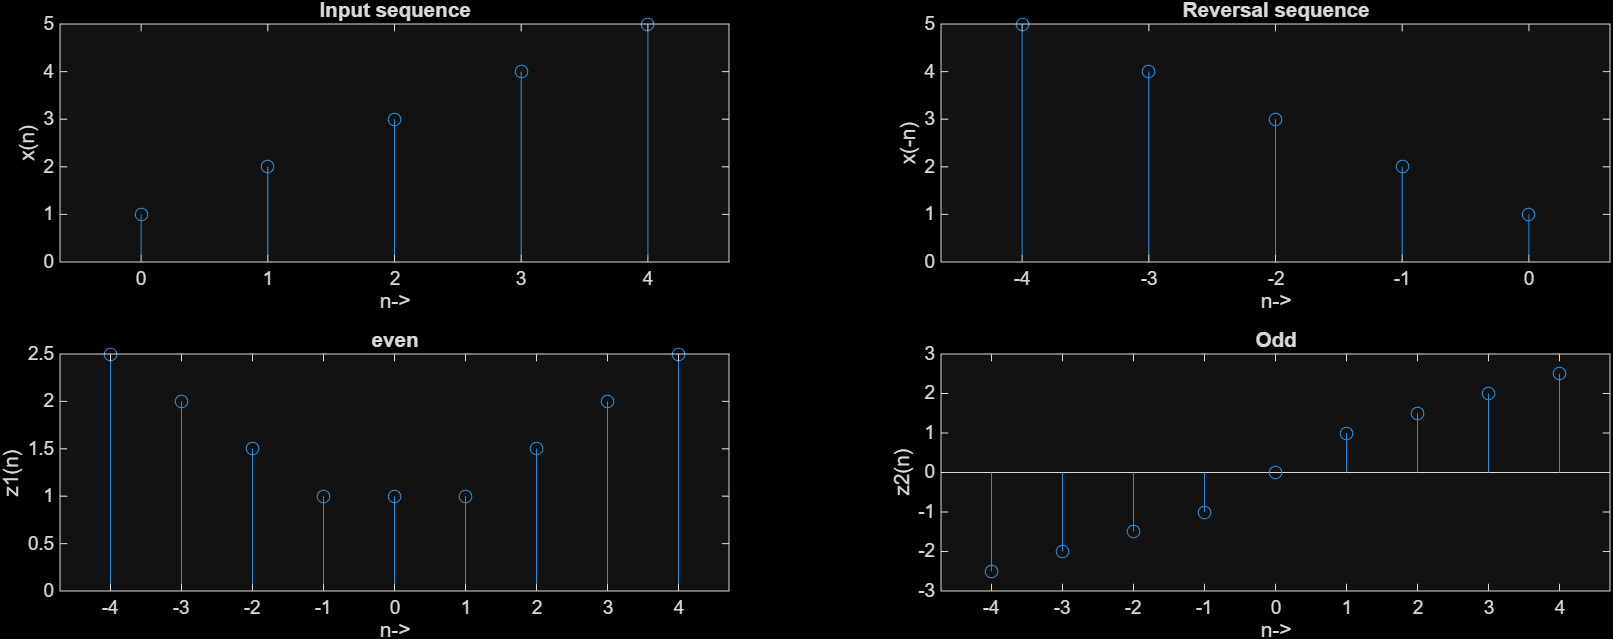 Input sequence
5
4
3
2
1
0
x(n)
0 1 2 3 4
n->
Reversal sequence
5
4
3
2
1
0
x(-n)
-4 -3 -2 -1 0
n->
even
2.5
2
1.5
1
0.5
0
z1(n)
-4 -3 -2 -1 0 1 2 3 4
n->
Odd
3
2
1
0
-1
-2
-3
z2(n)
-4 -3 -2 -1 0 1 2 3 4
n->